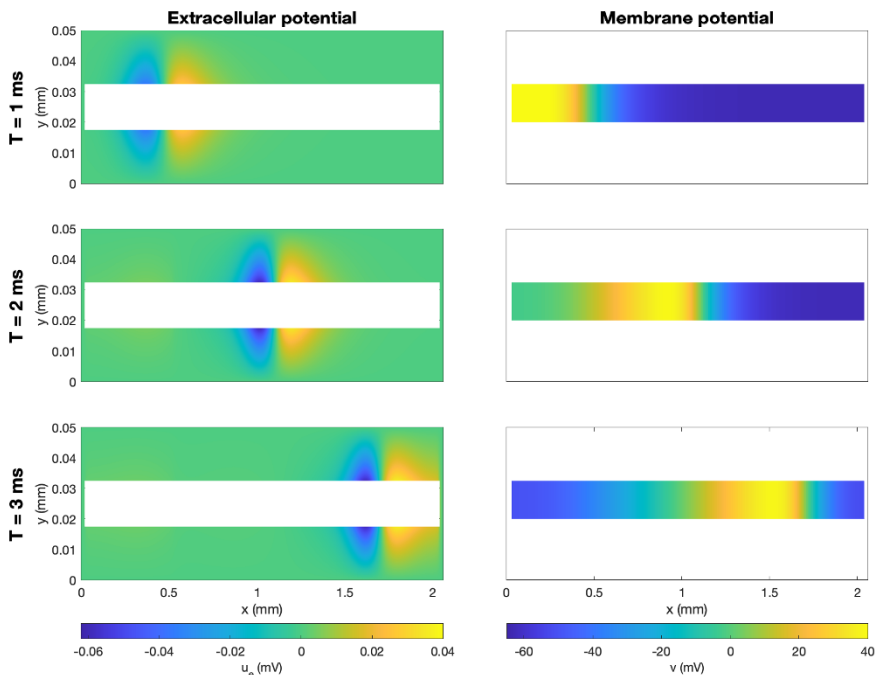 Extracellular potential
Membrane potential
T = 1 ms
y (mm)
0.05
0.04
0.03
0.02
0.01
0
T = 2 ms
y (mm)
0.05
0.04
0.03
0.02
0.01
0
T = 3 ms
y (mm)
0.05
0.04
0.03
0.02
0.01
0
0 0.5 1 1.5 2
x (mm)
0 0.5 1 1.5 2
x (mm)
-0.06 -0.04 -0.02 0 0.02 0.04
u_e (mV)
-60 -40 -20 0 20 40
v (mV)